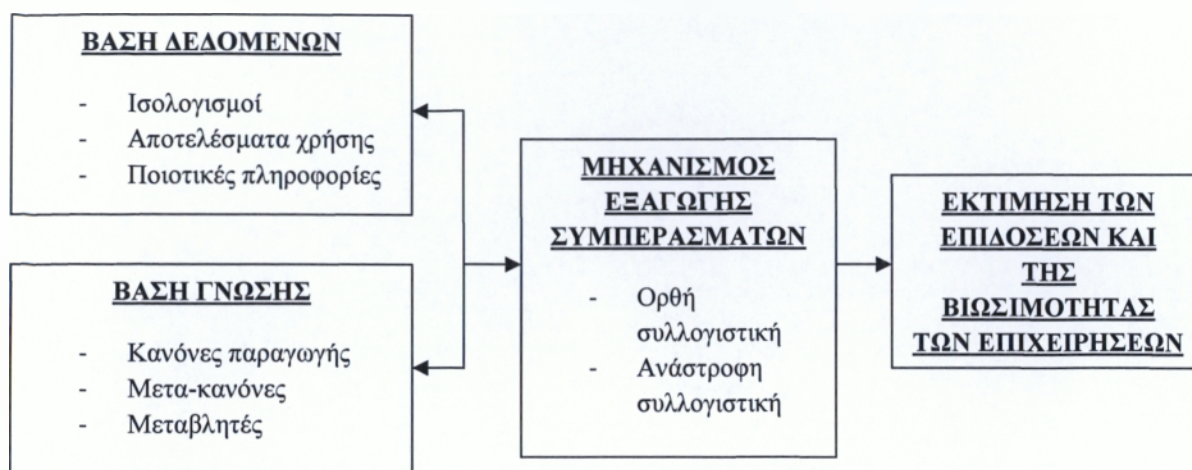 ΒΑΣΗ ΔΕΔΟΜΕΝΩΝ
- Ισολογισμοί
- Αποτελέσματα χρήσης
- Ποιοτικές πληροφορίες
ΒΑΣΗ ΓΝΩΣΗΣ
- Κανόνες παραγωγής
- Μετα-κανόνες
- Μεταβλητές
ΜΗΧΑΝΙΣΜΟΣ
ΕΞΑΓΩΓΗΣ
ΣΥΜΠΕΡΑΣΜΑΤΩΝ
- Ορθή
συλλογιστική
- Ανάστροφη
συλλογιστική
ΕΚΤΙΜΗΣΗ ΤΩΝ
ΕΠΙΔΟΣΕΩΝ ΚΑΙ
ΤΗΣ
ΒΙΩΣΙΜΟΤΗΤΑΣ
ΤΩΝ ΕΠΙΧΕΙΡΗΣΕΩΝ